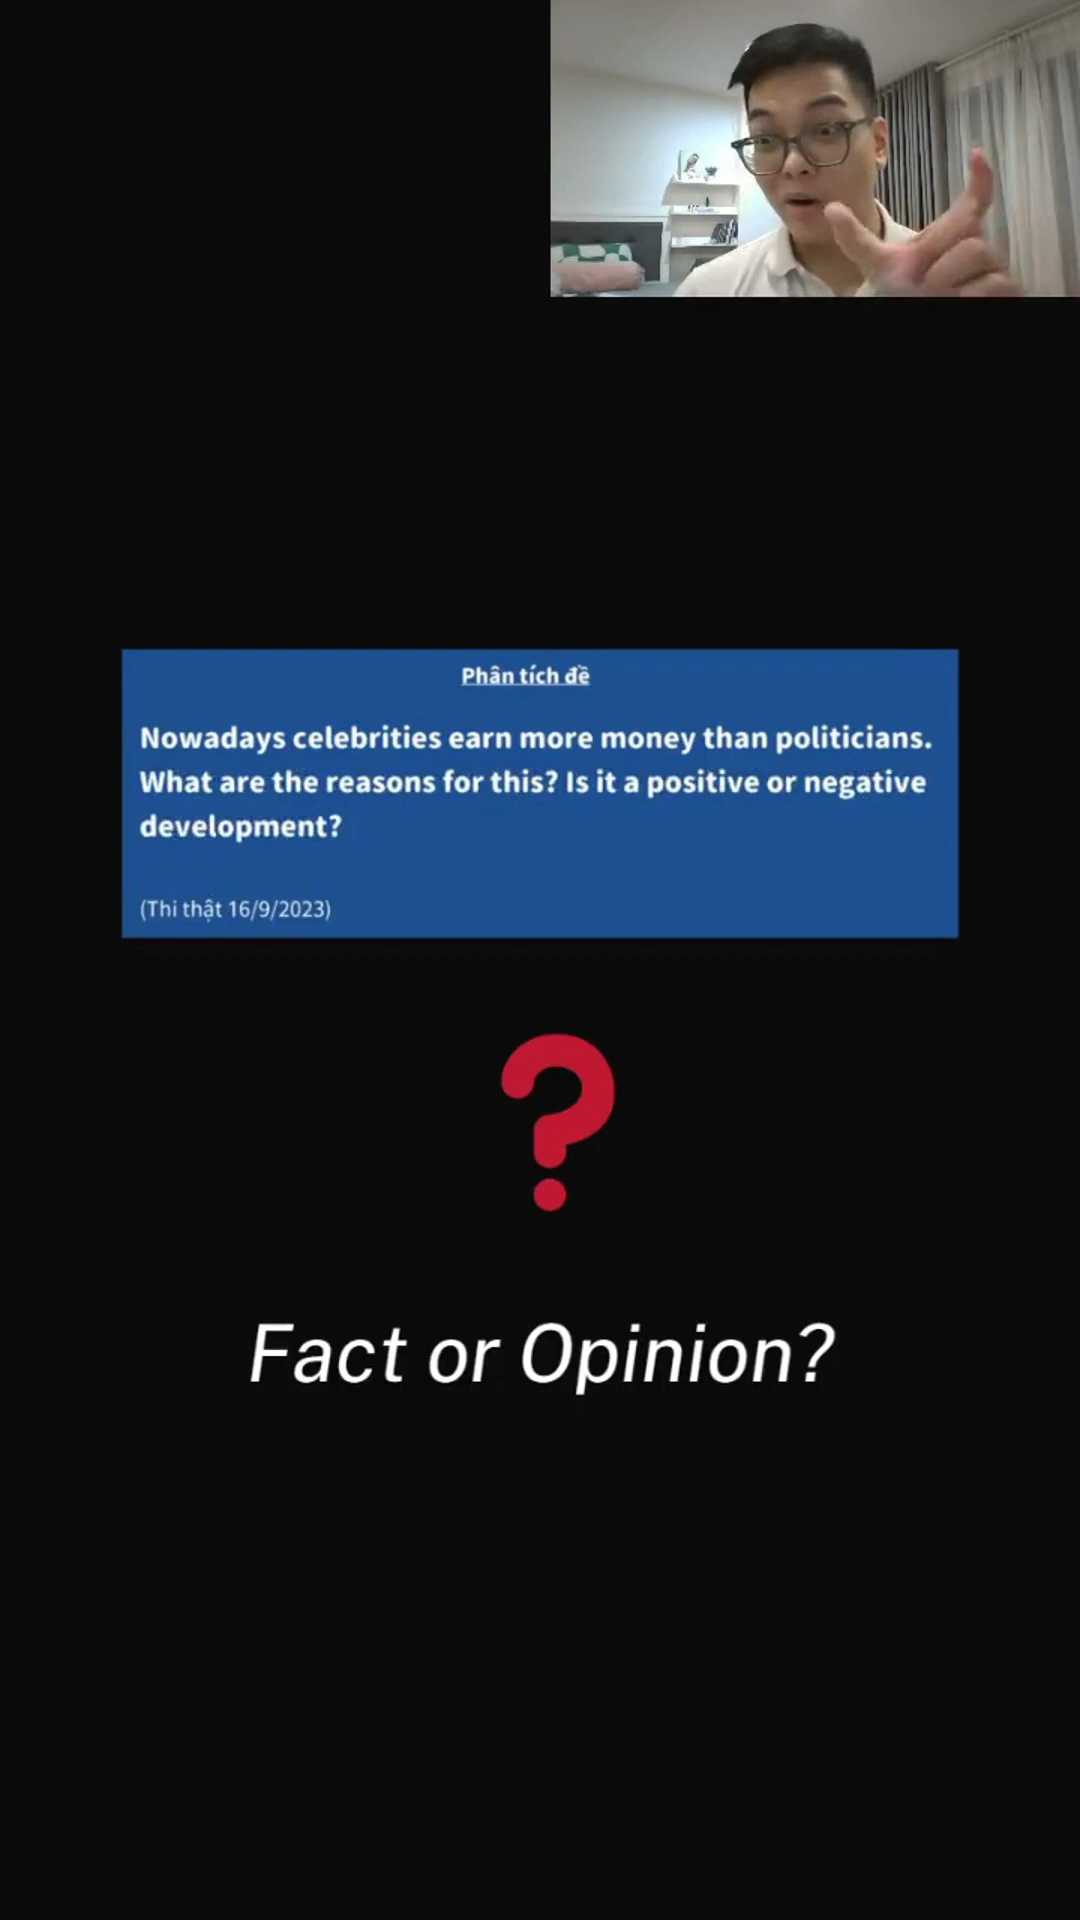 Phân tích đề
Nowadays celebrities earn more money than politicians.
What are the reasons for this? Is it a positive or negative
development?
(Thi thật 16/9/2023)
?
Fact or Opinion?